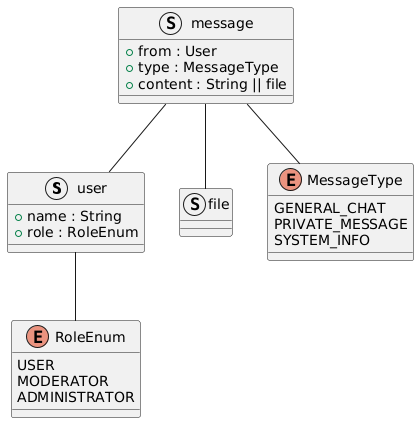 S message
from : User
type : MessageType
content : String || file
S user
name : String
role : RoleEnum
S file
E MessageType
GENERAL_CHAT
PRIVATE_MESSAGE
SYSTEM_INFO
E RoleEnum
USER
MODERATOR
ADMINISTRATOR